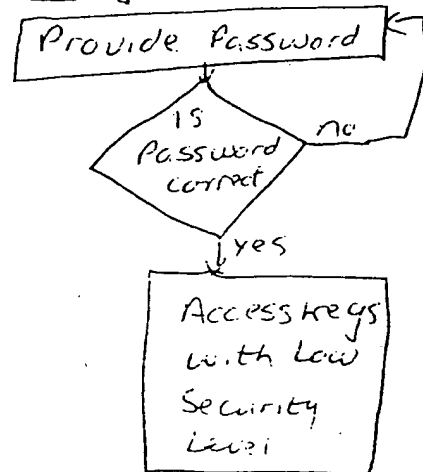 Provide Password
is
Password
correct
no
yes
Access keys
with Low
Security
Level